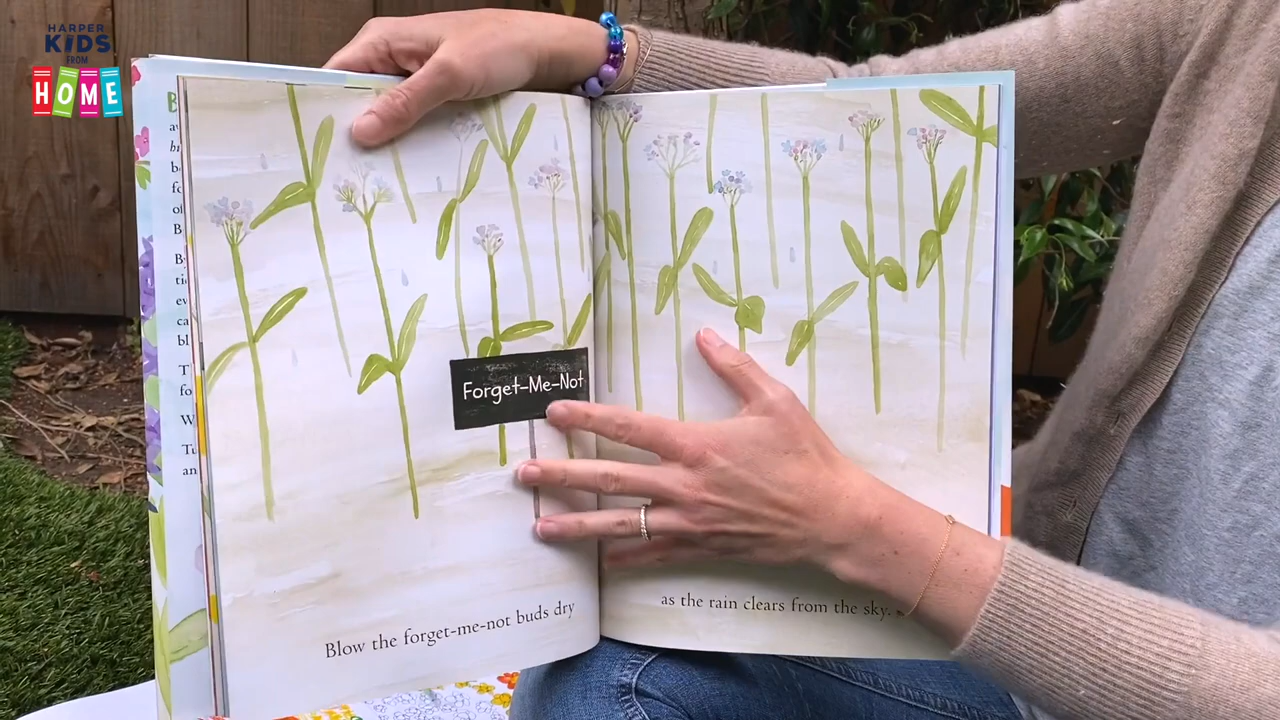 HARPER
KIDS
FROM
HOME
Forget-Me-Not
Blow the forget-me-not buds dry
as the rain clears from the sky.